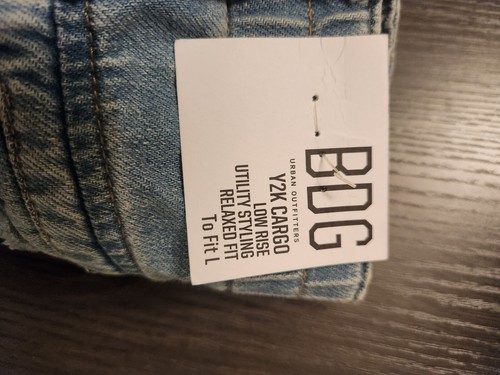 BDG
URBAN OUTFITTERS
Y2K CARGO
LOW RISE
UTILITY STYLING
RELAXED FIT
To Fit L